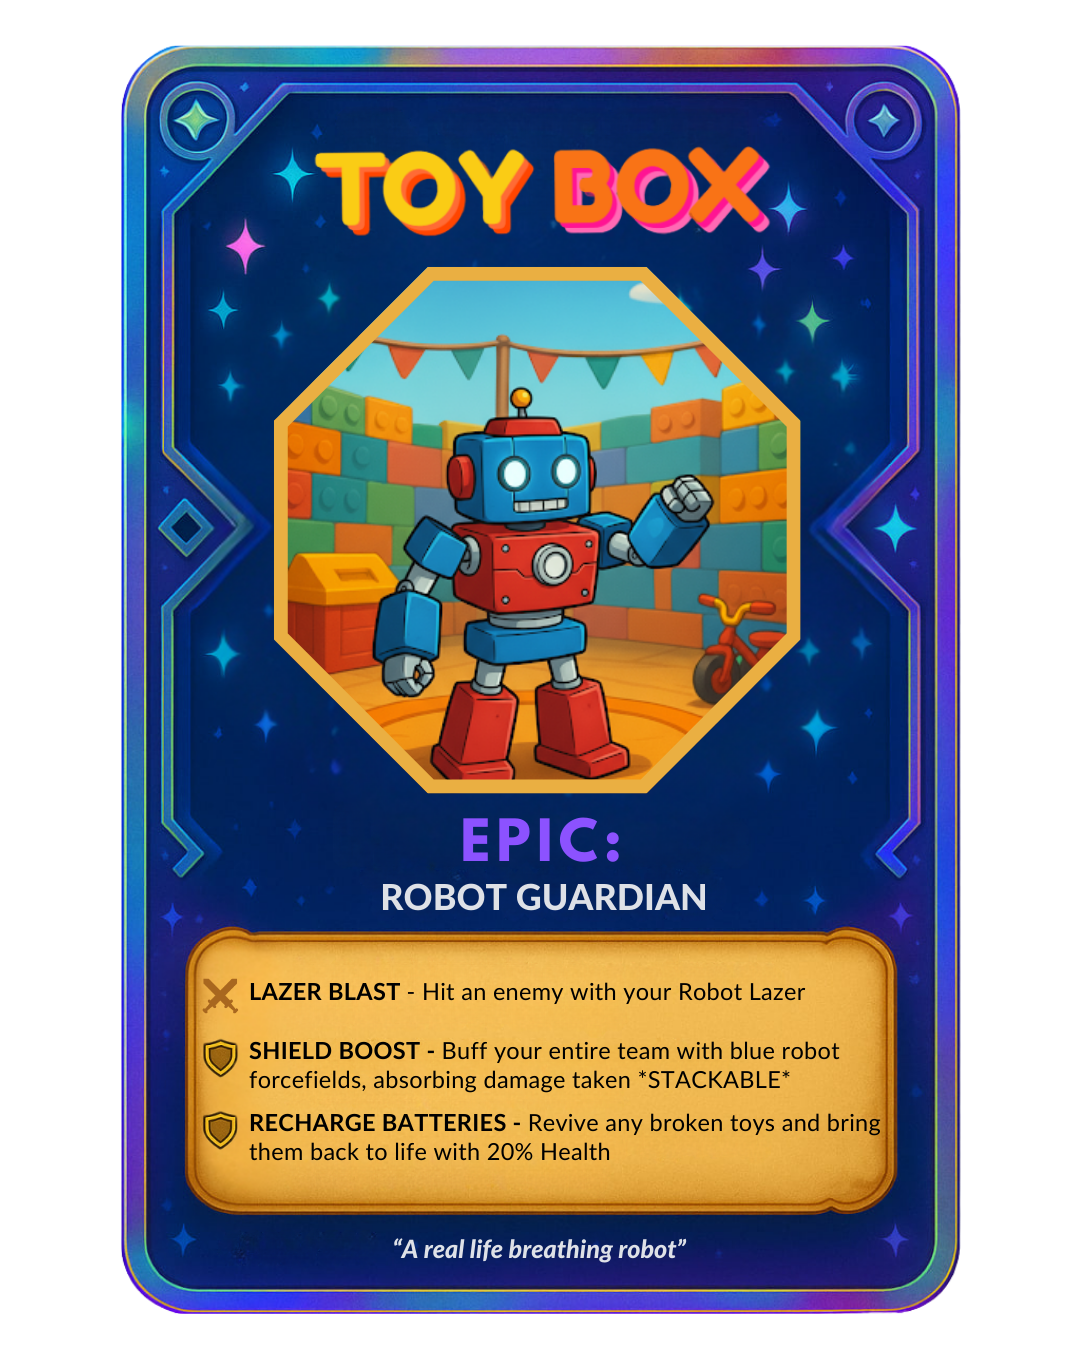 TOY BOX
EPIC:
ROBOT GUARDIAN
LAZER BLAST - Hit an enemy with your Robot Lazer
SHIELD BOOST - Buff your entire team with blue robot
forcefields, absorbing damage taken *STACKABLE*
RECHARGE BATTERIES - Revive any broken toys and bring
them back to life with 20% Health
“A real life breathing robot”